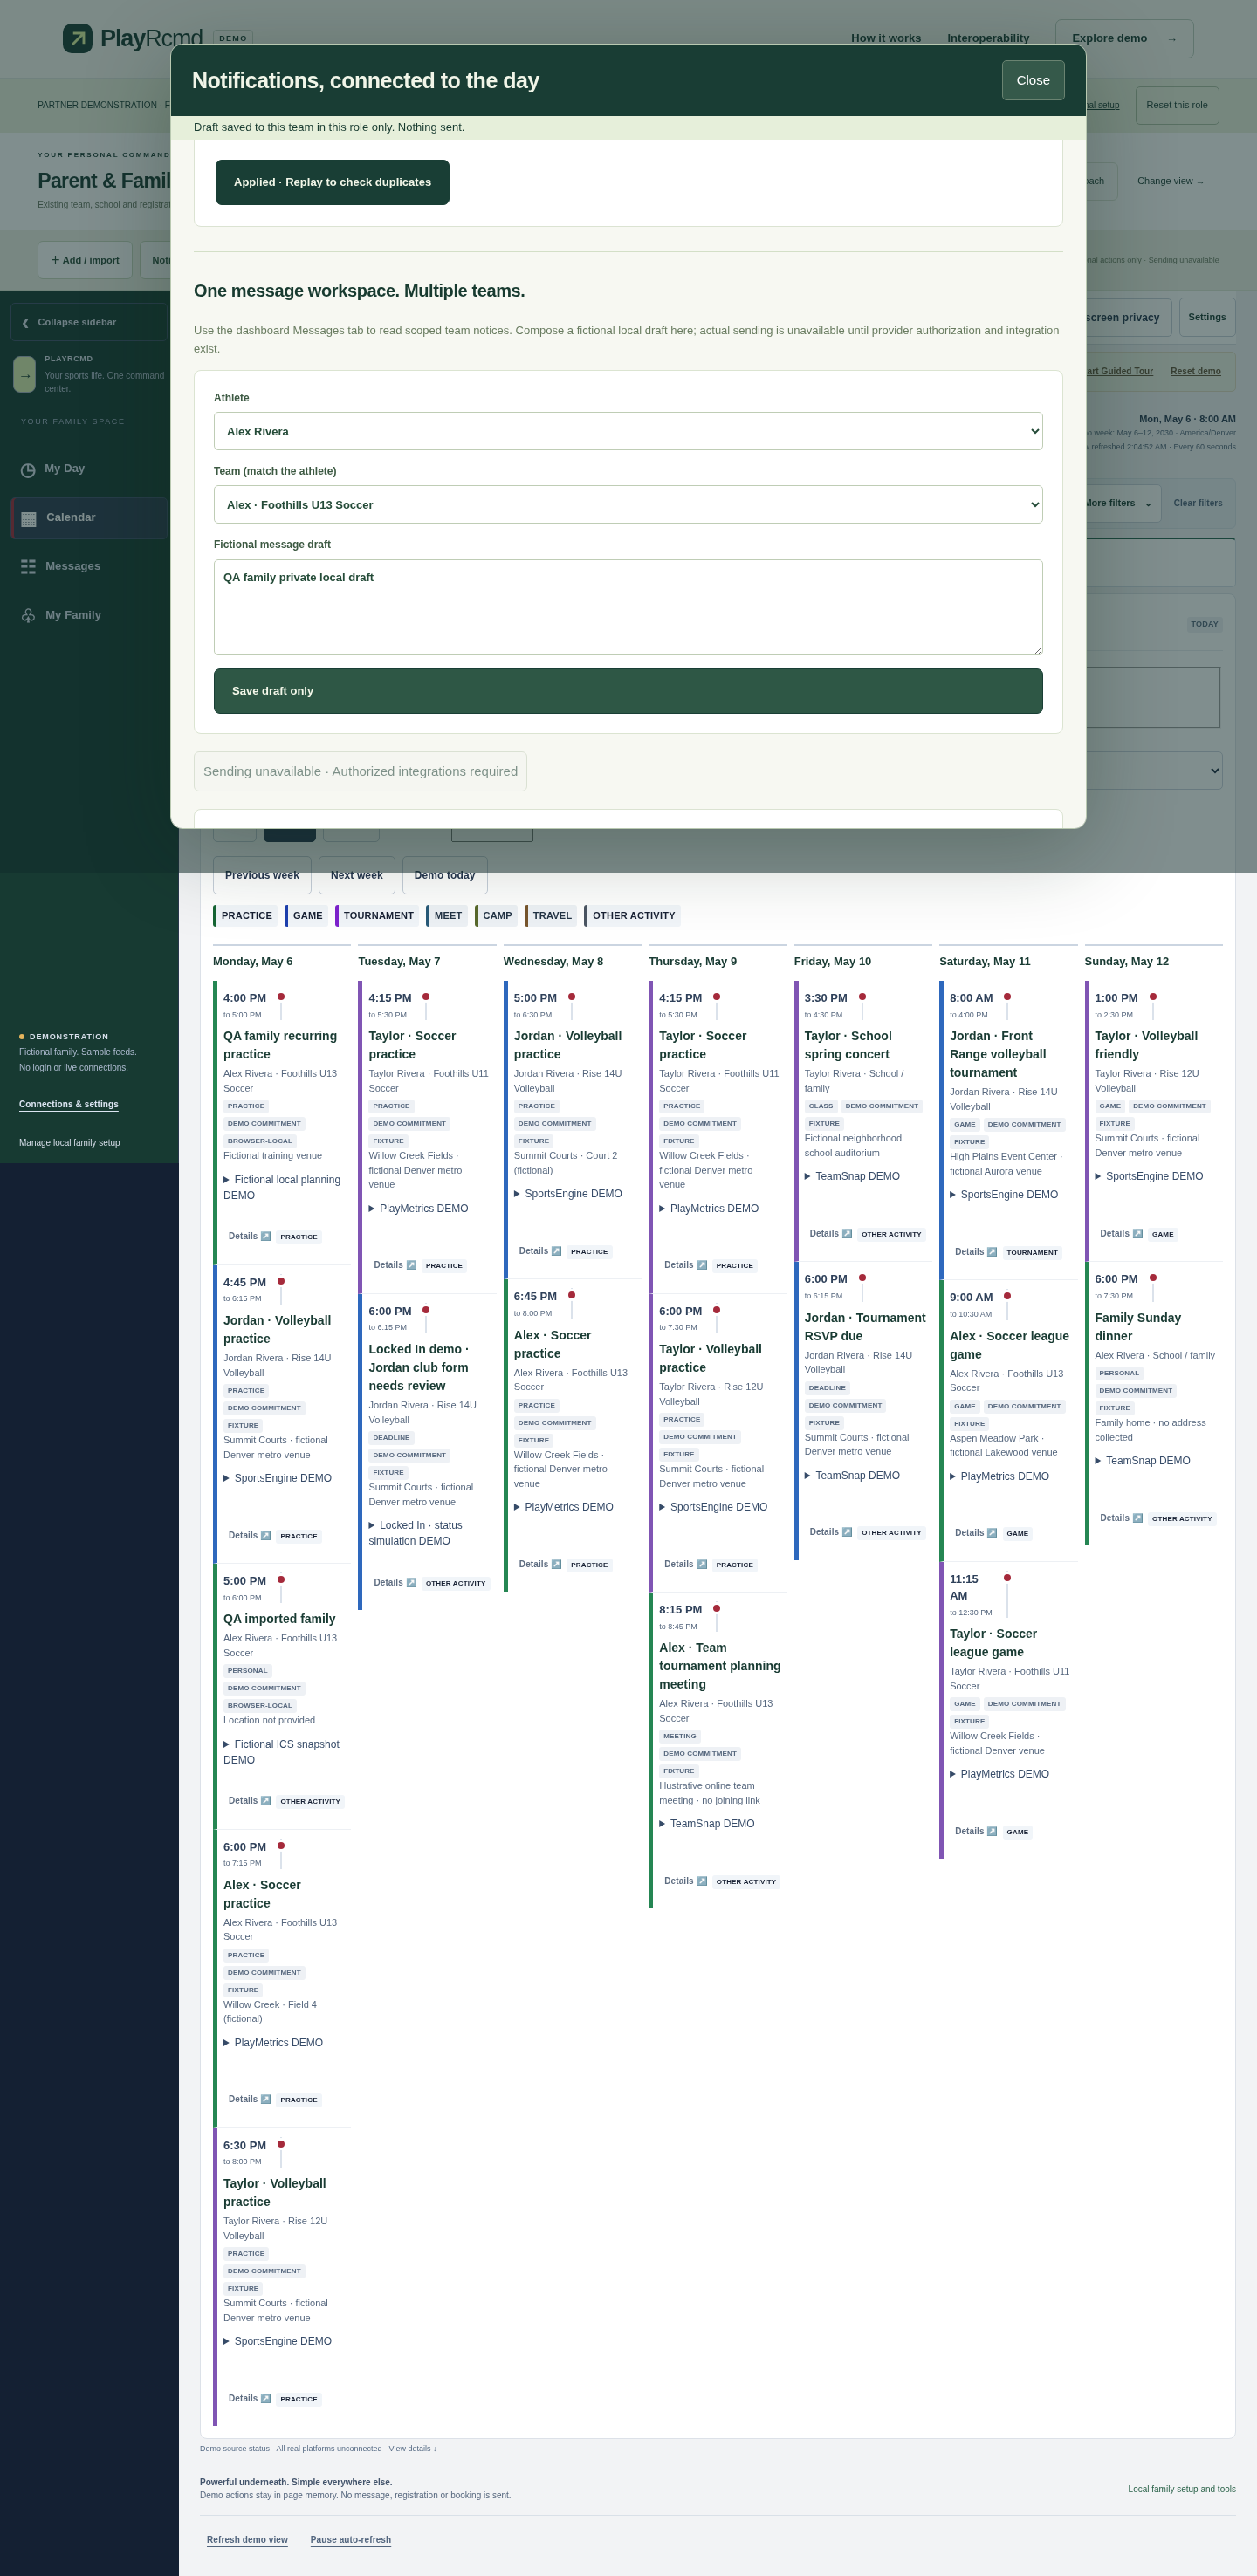 PlayRcmd DEMO
How it works Interoperability Explore demo →
PARTNER DEMONSTRATION · F
nal setup Reset this role
YOUR PERSONAL COMMAND
Parent & Famil
Existing team, school and registrat
Change view →
+ Add / import
nal actions only · Sending unavailable
Notifications, connected to the day
Close
Draft saved to this team in this role only. Nothing sent.
Applied · Replay to check duplicates
One message workspace. Multiple teams.
Use the dashboard Messages tab to read scoped team notices. Compose a fictional local draft here; actual sending is unavailable until provider authorization and integration
exist.
Athlete
Alex Rivera
Team (match the athlete)
Alex · Foothills U13 Soccer
Fictional message draft
QA family private local draft
Save draft only
Sending unavailable · Authorized integrations required
‹ Collapse sidebar
PLAYRCMD
Your sports life. One command
center.
YOUR FAMILY SPACE
My Day
Calendar
Messages
My Family
screen privacy Settings
art Guided Tour Reset demo
Mon, May 6 · 8:00 AM
o week: May 6–12, 2030 · America/Denver
refreshed 2:04:52 AM · Every 60 seconds
More filters Clear filters
TODAY
DEMONSTRATION
Fictional family. Sample feeds.
No login or live connections.
Connections & settings
Manage local family setup
Previous week Next week Demo today
PRACTICE GAME TOURNAMENT MEET CAMP TRAVEL OTHER ACTIVITY
Monday, May 6
4:00 PM
to 5:00 PM
QA family recurring
practice
Alex Rivera · Foothills U13
Soccer
PRACTICE
DEMO COMMITMENT
BROWSER-LOCAL
Fictional training venue
▶ Fictional local planning
DEMO
Details ↗ PRACTICE
4:45 PM
to 6:15 PM
Jordan · Volleyball
practice
Jordan Rivera · Rise 14U
Volleyball
PRACTICE
DEMO COMMITMENT
FIXTURE
Summit Courts · fictional
Denver metro venue
▶ SportsEngine DEMO
Details ↗ PRACTICE
5:00 PM
to 6:00 PM
QA imported family
Alex Rivera · Foothills U13
Soccer
PERSONAL
DEMO COMMITMENT
BROWSER-LOCAL
Location not provided
▶ Fictional ICS snapshot
DEMO
Details ↗ OTHER ACTIVITY
6:00 PM
to 7:15 PM
Alex · Soccer
practice
Alex Rivera · Foothills U13
Soccer
PRACTICE
DEMO COMMITMENT
FIXTURE
Willow Creek · Field 4
(fictional)
▶ PlayMetrics DEMO
Details ↗ PRACTICE
6:30 PM
to 8:00 PM
Taylor · Volleyball
practice
Taylor Rivera · Rise 12U
Volleyball
PRACTICE
DEMO COMMITMENT
FIXTURE
Summit Courts · fictional
Denver metro venue
▶ SportsEngine DEMO
Details ↗ PRACTICE
Tuesday, May 7
4:15 PM
to 5:30 PM
Taylor · Soccer
practice
Taylor Rivera · Foothills U11
Soccer
PRACTICE
DEMO COMMITMENT
FIXTURE
Willow Creek Fields ·
fictional Denver metro
venue
▶ PlayMetrics DEMO
Details ↗ PRACTICE
6:00 PM
to 6:15 PM
Locked In demo ·
Jordan club form
needs review
Jordan Rivera · Rise 14U
Volleyball
DEADLINE
DEMO COMMITMENT
FIXTURE
Summit Courts · fictional
Denver metro venue
▶ Locked In · status
simulation DEMO
Details ↗ OTHER ACTIVITY
Wednesday, May 8
5:00 PM
to 6:30 PM
Jordan · Volleyball
practice
Jordan Rivera · Rise 14U
Volleyball
PRACTICE
DEMO COMMITMENT
FIXTURE
Summit Courts · Court 2
(fictional)
▶ SportsEngine DEMO
Details ↗ PRACTICE
6:45 PM
to 8:00 PM
Alex · Soccer
practice
Alex Rivera · Foothills U13
Soccer
PRACTICE
DEMO COMMITMENT
FIXTURE
Willow Creek Fields ·
fictional Denver metro
venue
▶ PlayMetrics DEMO
Details ↗ PRACTICE
Thursday, May 9
4:15 PM
to 5:30 PM
Taylor · Soccer
practice
Taylor Rivera · Foothills U11
Soccer
PRACTICE
DEMO COMMITMENT
FIXTURE
Willow Creek Fields ·
fictional Denver metro
venue
▶ PlayMetrics DEMO
Details ↗ PRACTICE
6:00 PM
to 7:30 PM
Taylor · Volleyball
practice
Taylor Rivera · Rise 12U
Volleyball
PRACTICE
DEMO COMMITMENT
FIXTURE
Summit Courts · fictional
Denver metro venue
▶ SportsEngine DEMO
Details ↗ PRACTICE
8:15 PM
to 8:45 PM
Alex · Team
tournament planning
meeting
Alex Rivera · Foothills U13
Soccer
MEETING
DEMO COMMITMENT
FIXTURE
Illustrative online team
meeting · no joining link
▶ TeamSnap DEMO
Details ↗ OTHER ACTIVITY
Friday, May 10
3:30 PM
to 4:30 PM
Taylor · School
spring concert
Taylor Rivera · School /
family
CLASS DEMO COMMITMENT
FIXTURE
Fictional neighborhood
school auditorium
▶ TeamSnap DEMO
Details ↗ OTHER ACTIVITY
6:00 PM
to 6:15 PM
Jordan · Tournament
RSVP due
Jordan Rivera · Rise 14U
Volleyball
DEADLINE
DEMO COMMITMENT
FIXTURE
Summit Courts · fictional
Denver metro venue
▶ TeamSnap DEMO
Details ↗ OTHER ACTIVITY
Saturday, May 11
8:00 AM
to 4:00 PM
Jordan · Front
Range volleyball
tournament
Jordan Rivera · Rise 14U
Volleyball
GAME DEMO COMMITMENT
FIXTURE
High Plains Event Center ·
fictional Aurora venue
▶ SportsEngine DEMO
Details ↗ TOURNAMENT
9:00 AM
to 10:30 AM
Alex · Soccer league
game
Alex Rivera · Foothills U13
Soccer
GAME DEMO COMMITMENT
FIXTURE
Aspen Meadow Park ·
fictional Lakewood venue
▶ PlayMetrics DEMO
Details ↗ GAME
11:15
AM
to 12:30 PM
Taylor · Soccer
league game
Taylor Rivera · Foothills U11
Soccer
GAME DEMO COMMITMENT
FIXTURE
Willow Creek Fields ·
fictional Denver venue
▶ PlayMetrics DEMO
Details ↗ GAME
Sunday, May 12
1:00 PM
to 2:30 PM
Taylor · Volleyball
friendly
Taylor Rivera · Rise 12U
Volleyball
GAME DEMO COMMITMENT
FIXTURE
Summit Courts · fictional
Denver metro venue
▶ SportsEngine DEMO
Details ↗ GAME
6:00 PM
to 7:30 PM
Family Sunday
dinner
Alex Rivera · School / family
PERSONAL
DEMO COMMITMENT
FIXTURE
Family home · no address
collected
▶ TeamSnap DEMO
Details ↗ OTHER ACTIVITY
Demo source status · All real platforms unconnected · View details ↓
Powerful underneath. Simple everywhere else.
Demo actions stay in page memory. No message, registration or booking is sent.
Local family setup and tools
Refresh demo view Pause auto-refresh